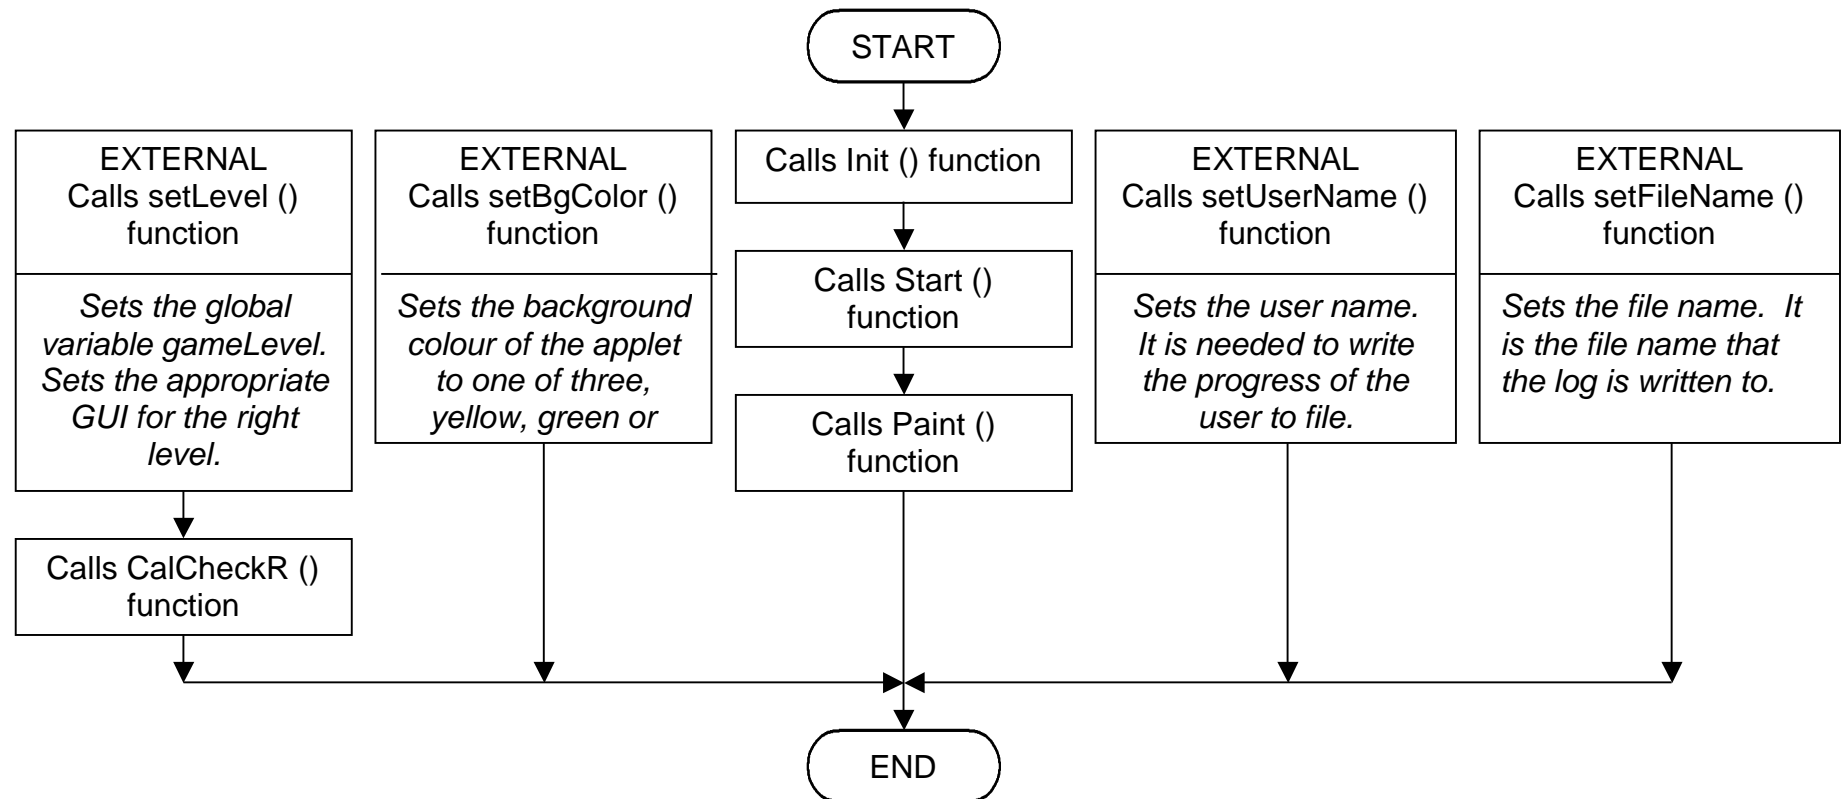 START
EXTERNAL
Calls setLevel ()
function
Sets the global
variable gameLevel.
Sets the appropriate
GUI for the right
level.
Calls CalCheckR ()
function
EXTERNAL
Calls setBgColor ()
function
Sets the background
colour of the applet
to one of three,
yellow, green or
Calls Init () function
Calls Start ()
function
Calls Paint ()
function
EXTERNAL
Calls setUserName ()
function
Sets the user name.
It is needed to write
the progress of the
user to file.
EXTERNAL
Calls setFileName ()
function
Sets the file name.  It
is the file name that
the log is written to.
END